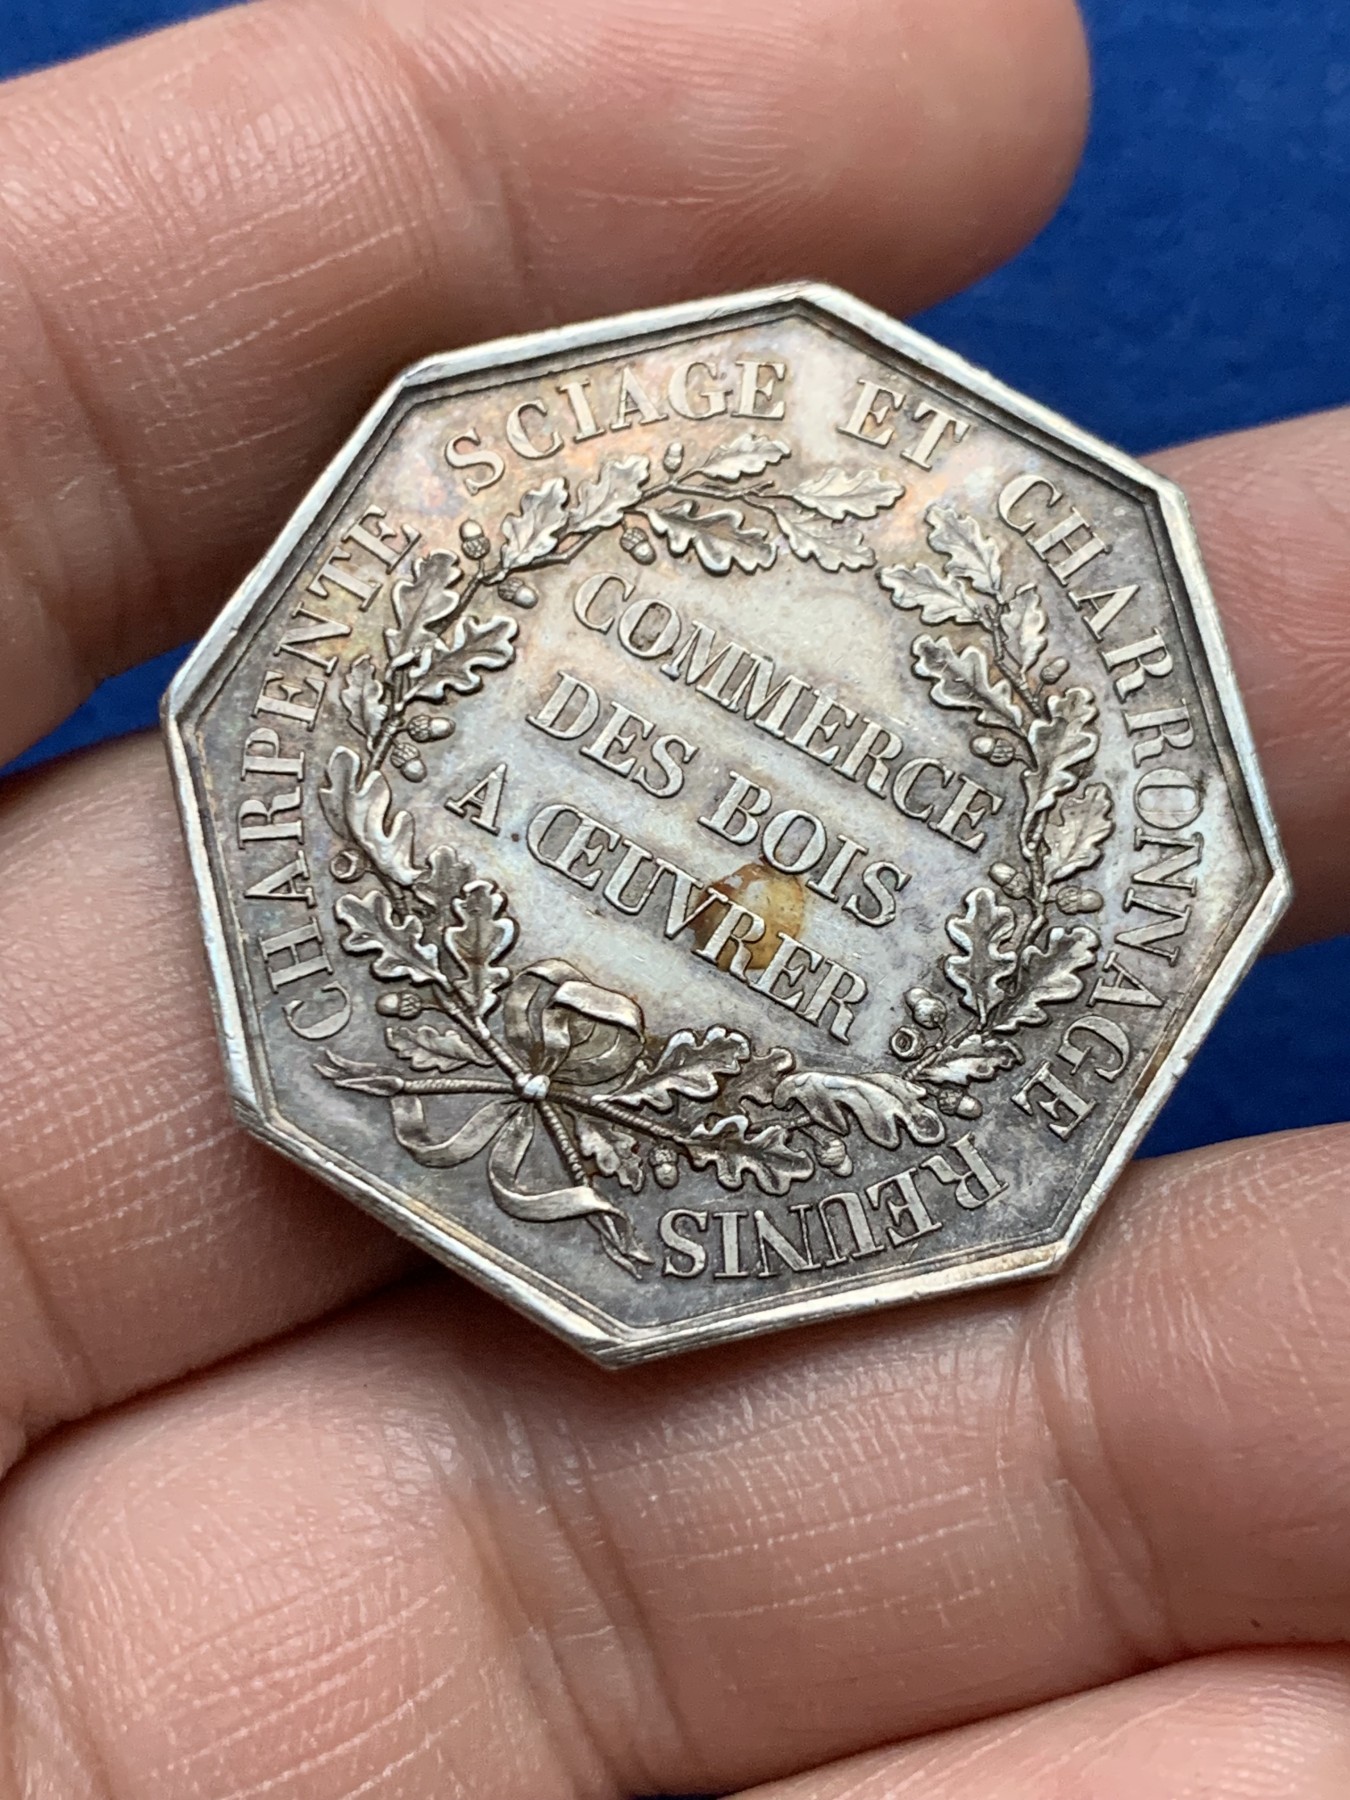 CHARPENTE SCIAGE ET CHARRONNAGE REUNIS
COMMERCE
DES BOIS
A ŒUVRER